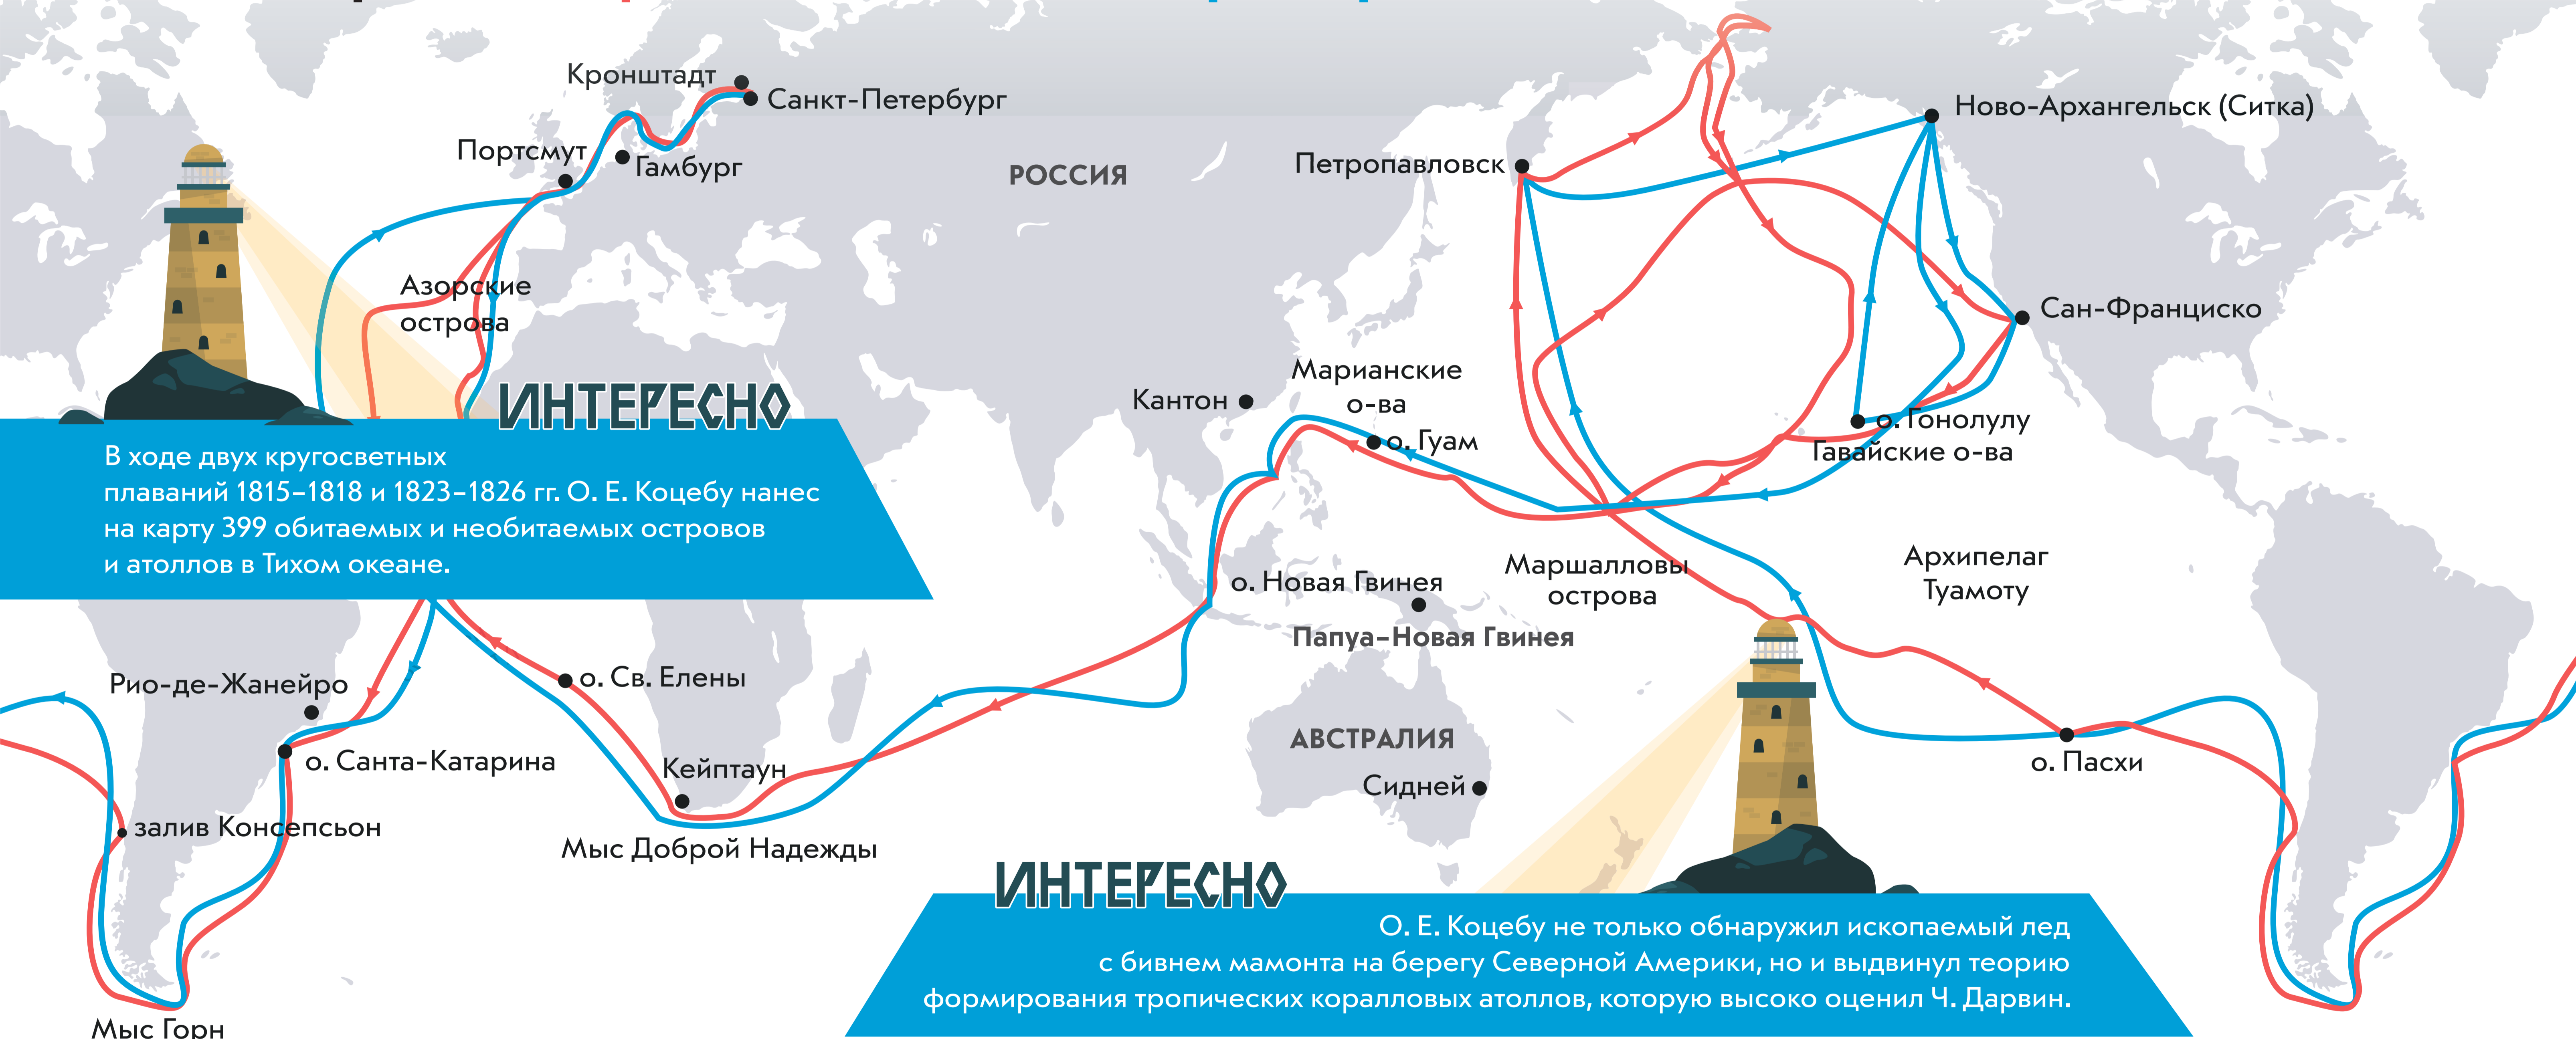 Кронштадт
Санкт-Петербург
Портсмут
Гамбург
РОССИЯ
Петропавловск
Ново-Архангельск (Ситка)
Азорские
острова
Сан-Франциско
Кантон
Марианские
о-ва
о. Гуам
о. Гонолулу
Гавайские о-ва
ИНТЕРЕСНО
В ходе двух кругосветных
плаваний 1815–1818 и 1823–1826 гг. О. Е. Коцебу нанес
на карту 399 обитаемых и необитаемых островов
и атоллов в Тихом океане.
о. Новая Гвинея
Папуа–Новая Гвинея
Маршалловы
острова
Архипелаг
Туамоту
Рио-де-Жанейро
о. Св. Елены
о. Санта-Катарина
Кейптаун
АВСТРАЛИЯ
Сидней
о. Пасхи
залив Консепсьон
Мыс Доброй Надежды
Мыс Горн
ИНТЕРЕСНО
О. Е. Коцебу не только обнаружил ископаемый лед
с бивнем мамонта на берегу Северной Америки, но и выдвинул теорию
формирования тропических коралловых атоллов, которую высоко оценил Ч. Дарвин.